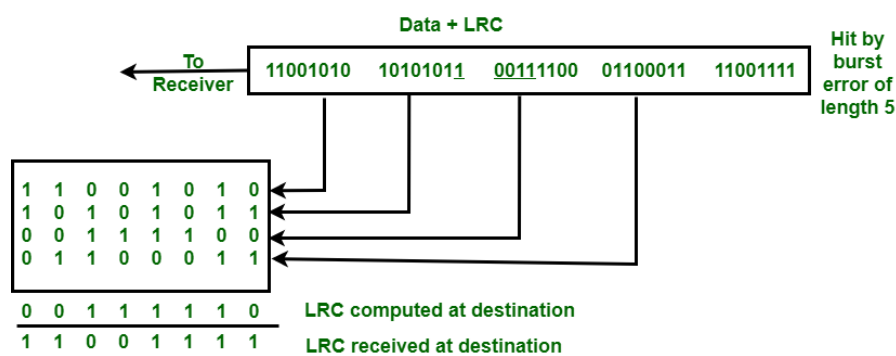 Data + LRC
To Receiver
11001010 10101011 00111100 01100011 11001111
Hit by
burst
error of
length 5
1 1 0 0 1 0 1 0
1 0 1 0 1 0 1 1
0 0 1 1 1 1 0 0
0 1 1 0 0 0 1 1
0 0 1 1 1 1 1 0 LRC computed at destination
1 1 0 0 1 1 1 1 LRC received at destination